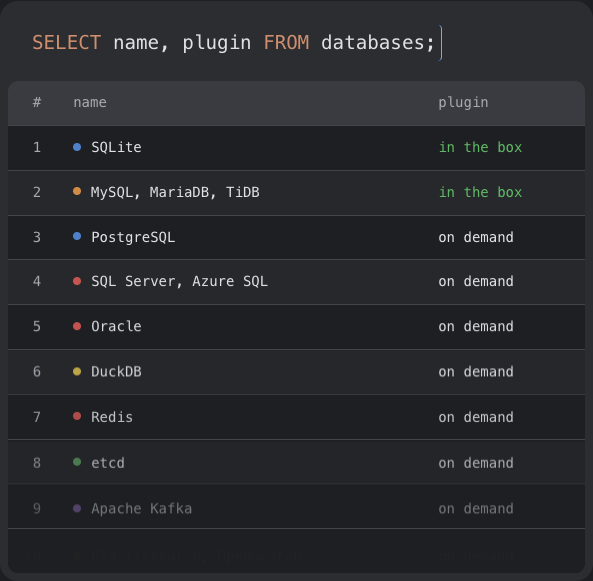 SELECT name, plugin FROM databases;
# name plugin
1 SQLite in the box
2 MySQL, MariaDB, TiDB in the box
3 PostgreSQL on demand
4 SQL Server, Azure SQL on demand
5 Oracle on demand
6 DuckDB on demand
7 Redis on demand
8 etcd on demand
9 Apache Kafka on demand